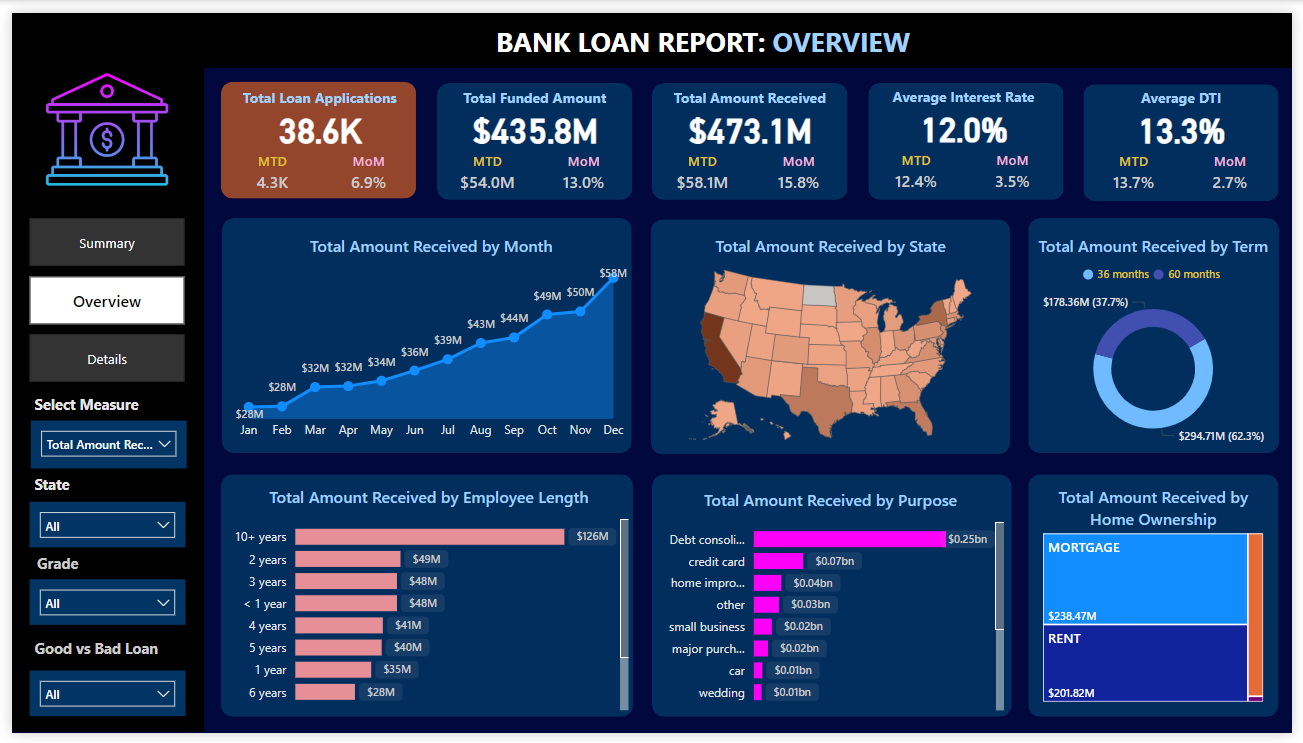 BANK LOAN REPORT: OVERVIEW
Total Loan Applications
38.6K
MTD MoM
4.3K 6.9%
Total Funded Amount
$435.8M
MTD MoM
$54.0M 13.0%
Total Amount Received
$473.1M
MTD MoM
$58.1M 15.8%
Average Interest Rate
12.0%
MTD MoM
12.4% 3.5%
Average DTI
13.3%
MTD MoM
13.7% 2.7%
Summary
Overview
Details
Select Measure
Total Amount Rec...
State
All
Grade
All
Good vs Bad Loan
All
Total Amount Received by Month
$28M $28M $32M $32M $34M $36M $39M $43M $44M $49M $50M $58M
Jan Feb Mar Apr May Jun Jul Aug Sep Oct Nov Dec
Total Amount Received by State
Total Amount Received by Term
36 months 60 months
$178.36M (37.7%)
$294.71M (62.3%)
Total Amount Received by Employee Length
10+ years $126M
2 years $49M
3 years $48M
< 1 year $48M
4 years $41M
5 years $40M
1 year $35M
6 years $28M
Total Amount Received by Purpose
Debt consoli... $0.25bn
credit card $0.07bn
home impro... $0.04bn
other $0.03bn
small business $0.02bn
major purch... $0.02bn
car $0.01bn
wedding $0.01bn
Total Amount Received by
Home Ownership
MORTGAGE
$238.47M
RENT
$201.82M